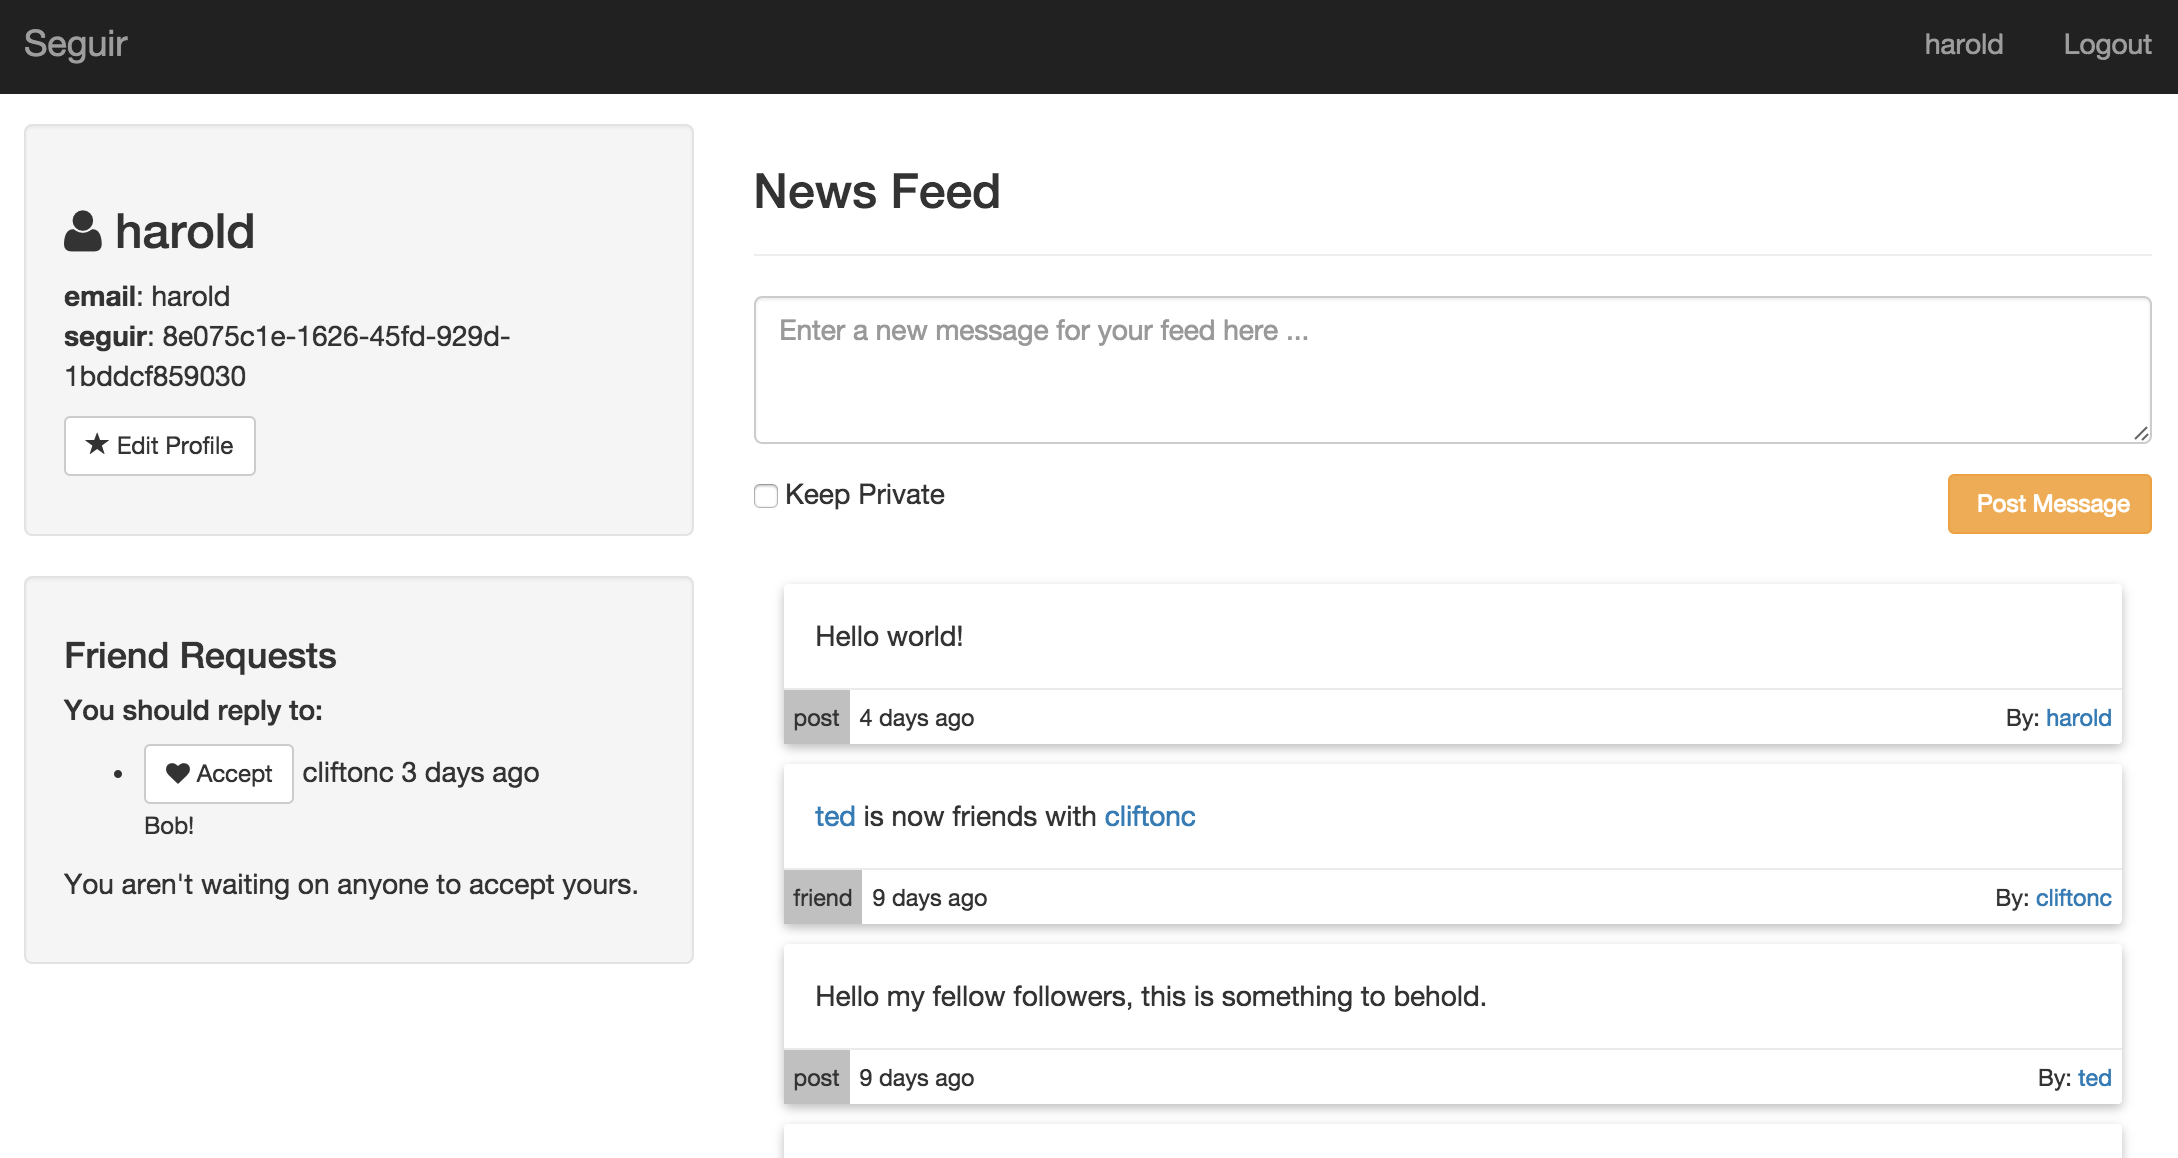 Seguir
harold
Logout
harold
email: harold
seguir: 8e075c1e-1626-45fd-929d-
1bddcf859030
Edit Profile
Friend Requests
You should reply to:
Accept cliftonc 3 days ago
Bob!
You aren't waiting on anyone to accept yours.
News Feed
Enter a new message for your feed here ...
Keep Private
Post Message
Hello world!
post 4 days ago By: harold
ted is now friends with cliftonc
friend 9 days ago By: cliftonc
Hello my fellow followers, this is something to behold.
post 9 days ago By: ted